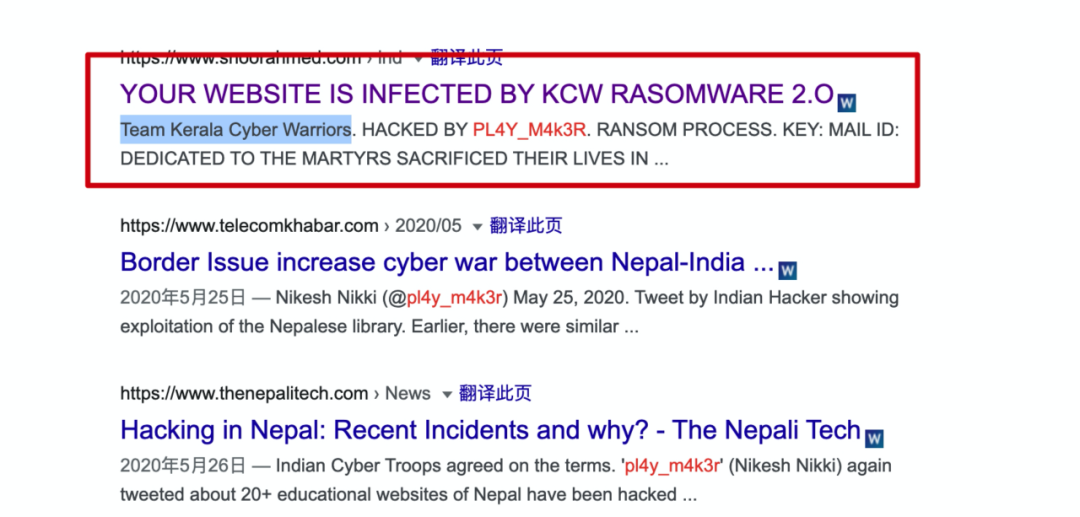 https://www.shoorahmed.com › ind ▼ 翻译此页
YOUR WEBSITE IS INFECTED BY KCW RASOMWARE 2.O W
Team Kerala Cyber Warriors. HACKED BY PL4Y_M4k3R. RANSOM PROCESS. KEY: MAIL ID:
DEDICATED TO THE MARTYRS SACRIFICED THEIR LIVES IN ...
https://www.telecomkhabar.com › 2020/05 ▼ 翻译此页
Border Issue increase cyber war between Nepal-India ... W
2020年5月25日 — Nikesh Nikki (@pl4y_m4k3r) May 25, 2020. Tweet by Indian Hacker showing
exploitation of the Nepalese library. Earlier, there were similar ...
https://www.thenepalitech.com › News ▼ 翻译此页
Hacking in Nepal: Recent Incidents and why? - The Nepali Tech W
2020年5月26日 — Indian Cyber Troops agreed on the terms. 'pl4y_m4k3r' (Nikesh Nikki) again
tweeted about 20+ educational websites of Nepal have been hacked ...